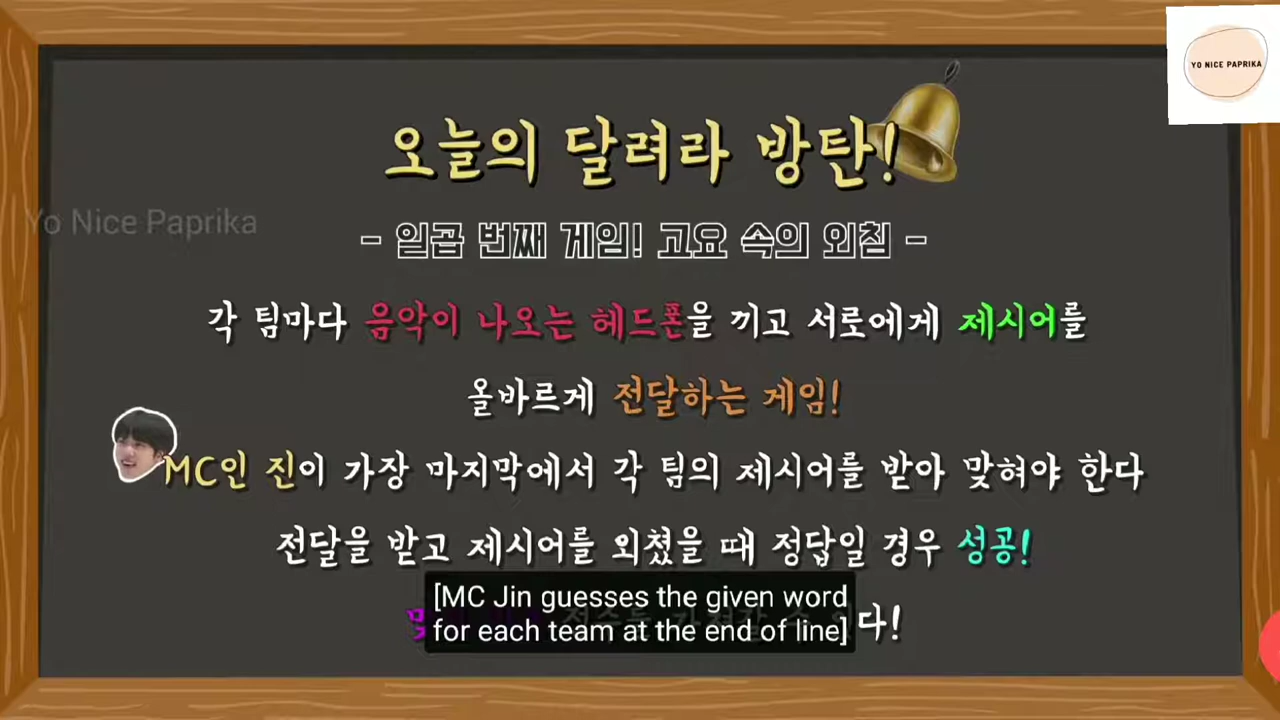 YO NICE PAPRIKA
오늘의 달려라 방탄!
Yo Nice Paprika
- 일곱 번째 게임! 고요 속의 외침 -
각 팀마다 음악이 나오는 헤드폰을 끼고 서로에게 제시어를
올바르게 전달하는 게임!
MC인 진이 가장 마지막에서 각 팀의 제시어를 받아 맞혀야 한다
전달을 받고 제시어를 외쳤을 때 정답일 경우 성공!
다!
[MC Jin guesses the given word
for each team at the end of line]